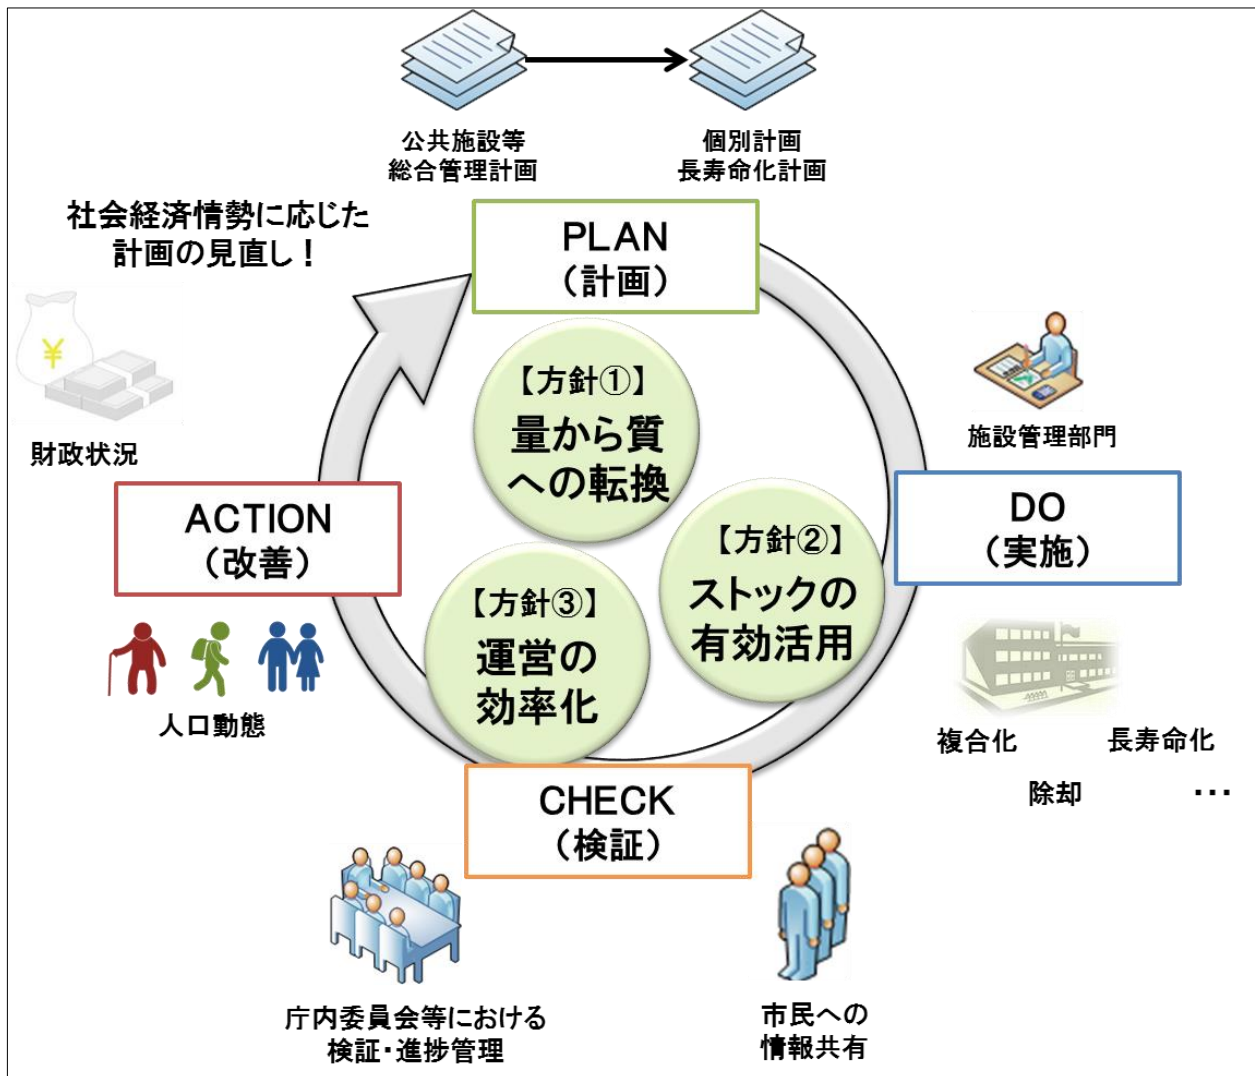 公共施設等
総合管理計画
個別計画
長寿命化計画
社会経済情勢に応じた
計画の見直し！
PLAN
（計画）
¥
財政状況
【方針①】
量から質
への転換
施設管理部門
ACTION
（改善）
【方針②】
ストックの
有効活用
DO
（実施）
【方針③】
運営の
効率化
人口動態
複合化
長寿命化
除却
・・・
CHECK
（検証）
庁内委員会等における
検証・進捗管理
市民への
情報共有